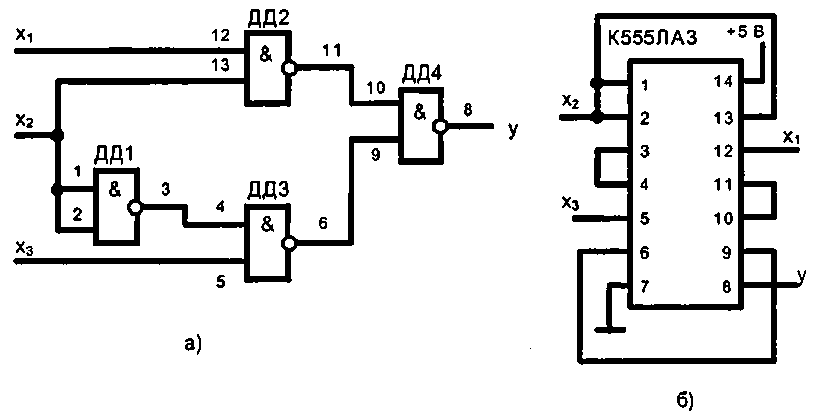 ДД2
x₁ 12 & 11
13
ДД4
10 & 8 y
9
x₂
ДД1
1 & 3
2
ДД3
4 & 6
x₃ 5
а)
К555ЛА3 +5 В
1 14
x₂ 2 13
3 12 x₁
4 11
x₃ 5 10
6 9
7 8 y
б)